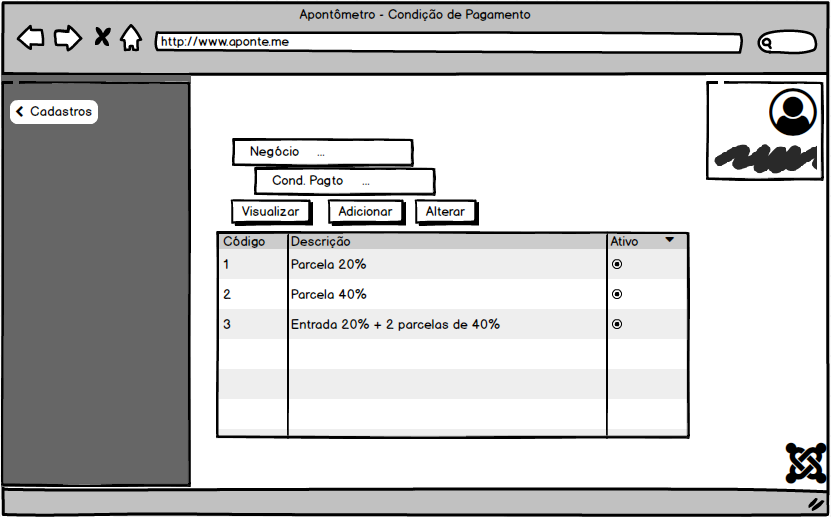 Apontômetro - Condição de Pagamento
http://www.aponte.me
Cadastros
Negócio ...
Cond. Pagto ...
Visualizar Adicionar Alterar
Código Descrição Ativo
1 Parcela 20%
2 Parcela 40%
3 Entrada 20% + 2 parcelas de 40%